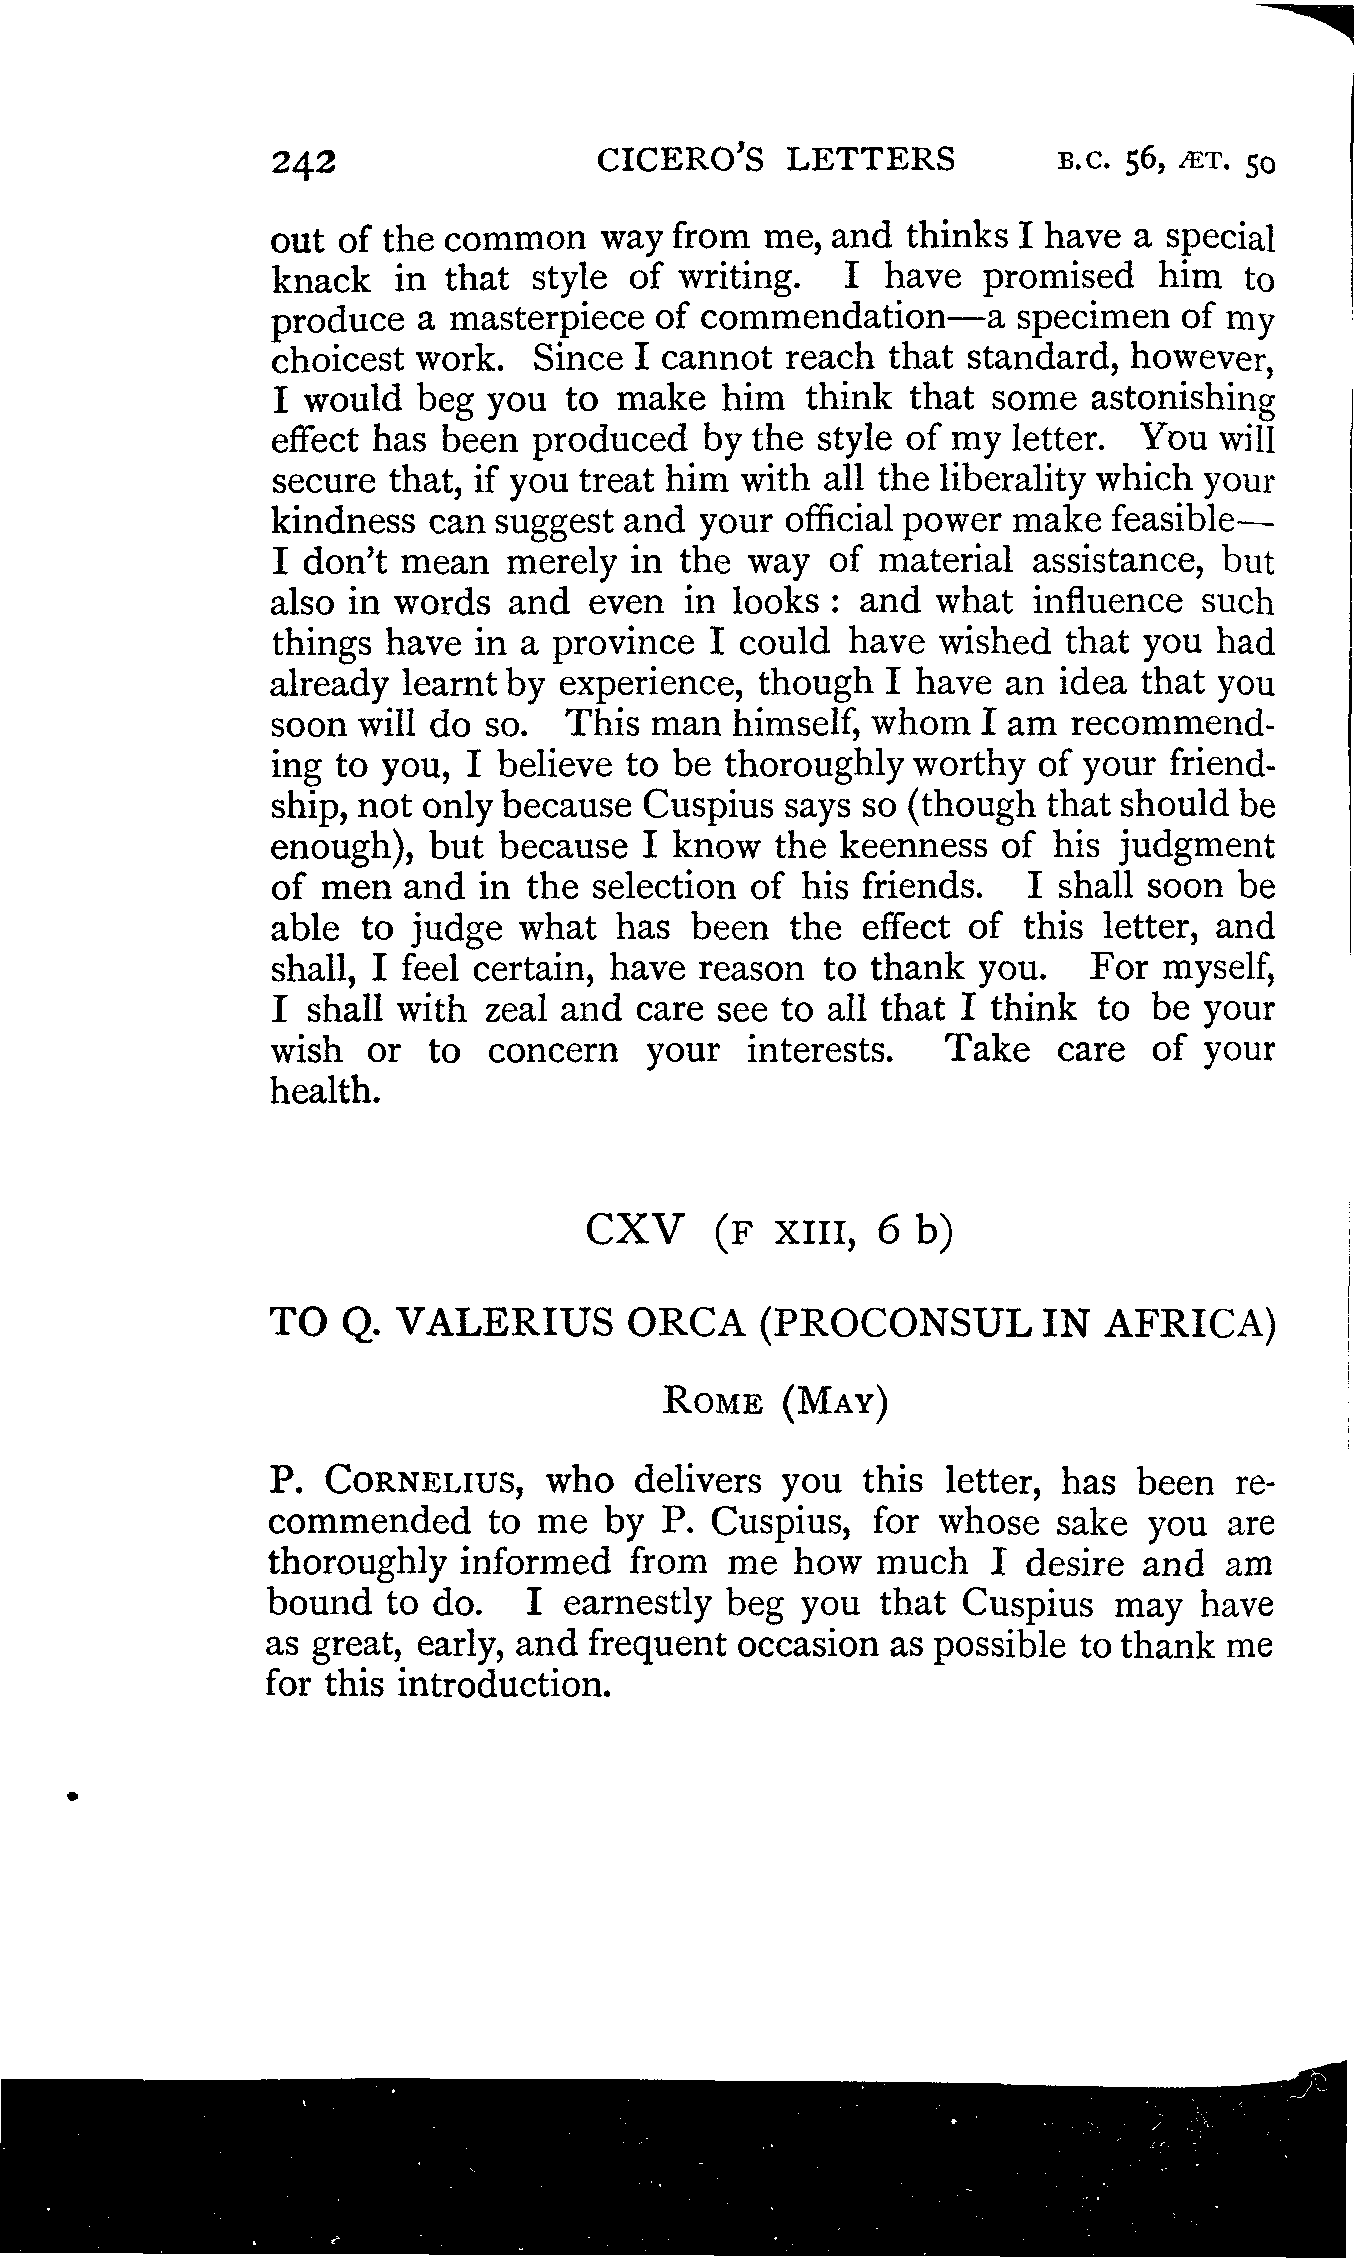 242 CICERO'S LETTERS B.C. 56, ÆT. 50
out of the common way from me, and thinks I have a special
knack in that style of writing. I have promised him to
produce a masterpiece of commendation—a specimen of my
choicest work. Since I cannot reach that standard, however,
I would beg you to make him think that some astonishing
effect has been produced by the style of my letter. You will
secure that, if you treat him with all the liberality which your
kindness can suggest and your official power make feasible—
I don't mean merely in the way of material assistance, but
also in words and even in looks : and what influence such
things have in a province I could have wished that you had
already learnt by experience, though I have an idea that you
soon will do so. This man himself, whom I am recommend-
ing to you, I believe to be thoroughly worthy of your friend-
ship, not only because Cuspius says so (though that should be
enough), but because I know the keenness of his judgment
of men and in the selection of his friends. I shall soon be
able to judge what has been the effect of this letter, and
shall, I feel certain, have reason to thank you. For myself,
I shall with zeal and care see to all that I think to be your
wish or to concern your interests. Take care of your
health.
CXV (F XIII, 6 b)
TO Q. VALERIUS ORCA (PROCONSUL IN AFRICA)
ROME (MAY)
P. CORNELIUS, who delivers you this letter, has been re-
commended to me by P. Cuspius, for whose sake you are
thoroughly informed from me how much I desire and am
bound to do. I earnestly beg you that Cuspius may have
as great, early, and frequent occasion as possible to thank me
for this introduction.